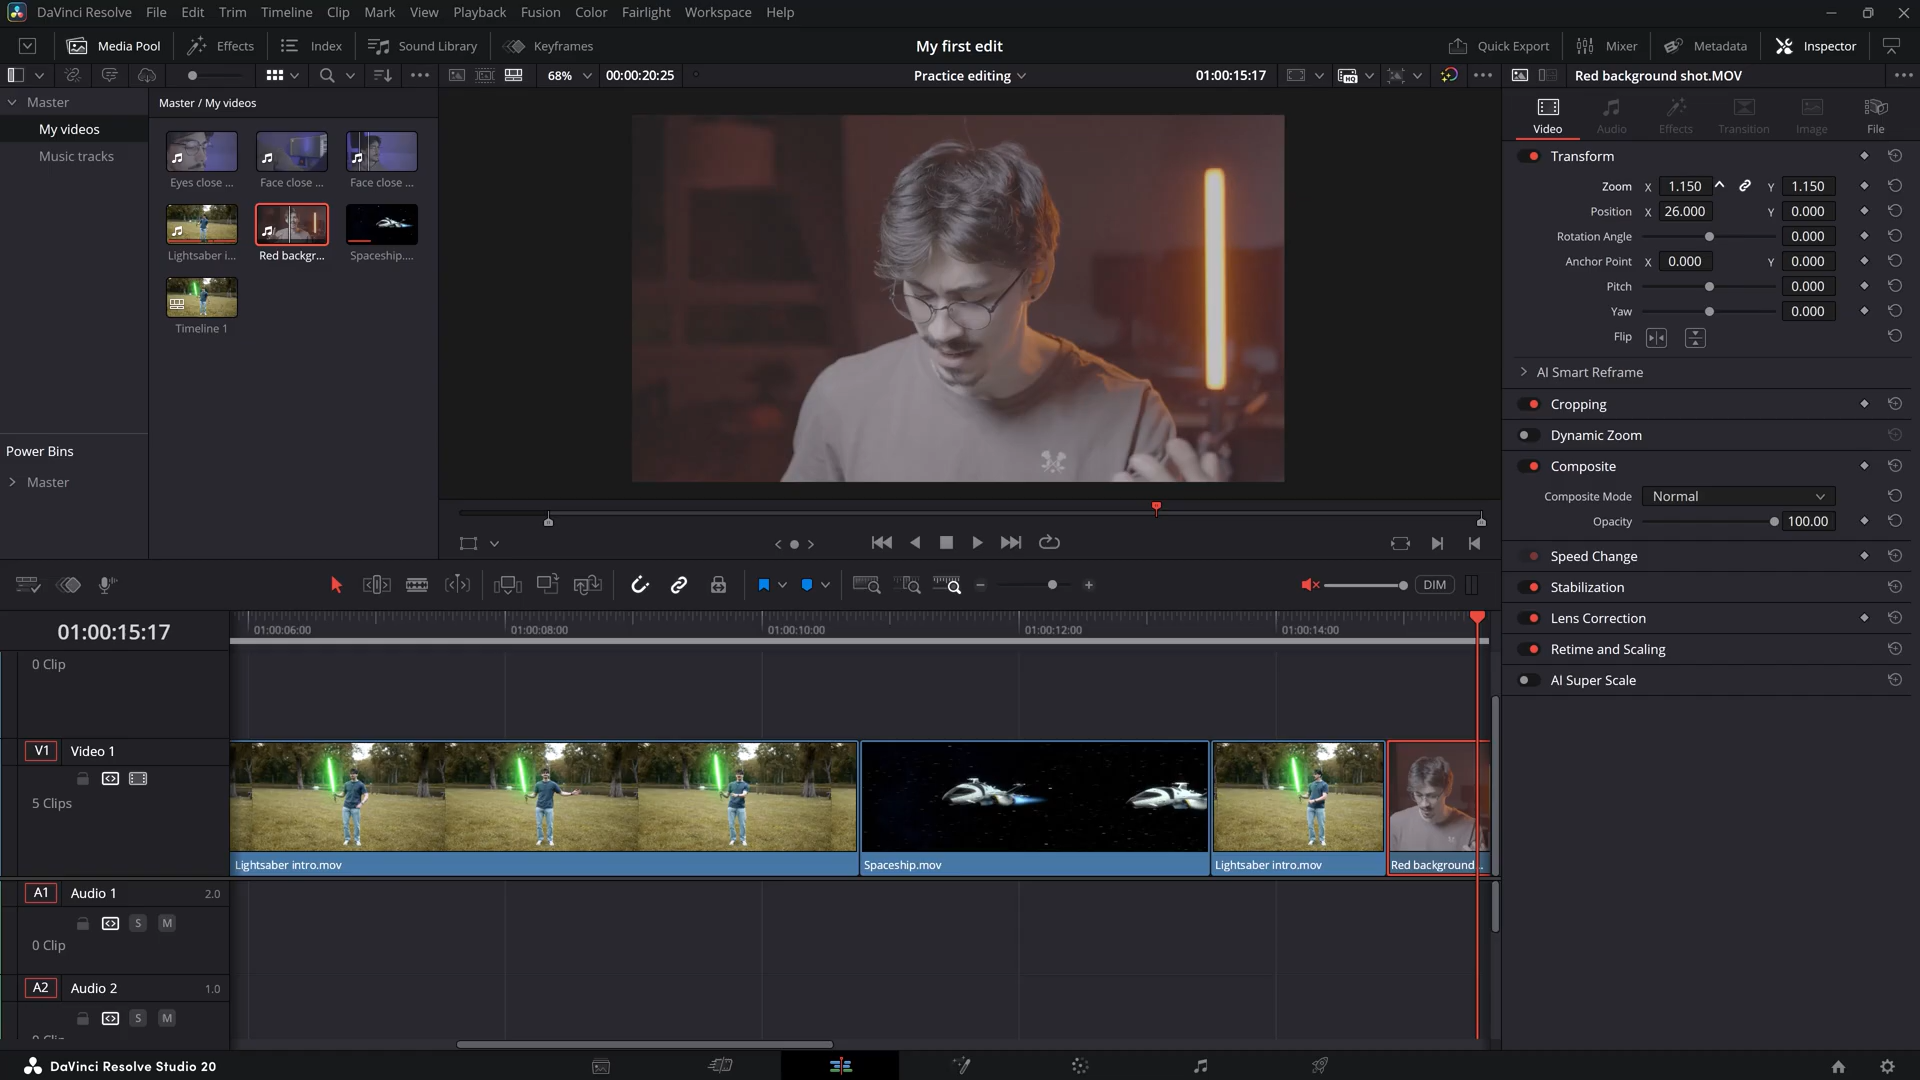 DaVinci Resolve File Edit Trim Timeline Clip Mark View Playback Fusion Color Fairlight Workspace Help
Media Pool Effects Index Sound Library Keyframes My first edit Quick Export Mixer Metadata Inspector
68% 00:00:20:25 Practice editing 01:00:15:17 Red background shot.MOV
Master
My videos
Music tracks
Master / My videos
Eyes close ... Face close ... Face close ...
Lightsaber i... Red backgr... Spaceship....
Timeline 1
Power Bins
Master
Video Audio Effects Transition Image File
Transform
Zoom X 1.150 Y 1.150
Position X 26.000 Y 0.000
Rotation Angle 0.000
Anchor Point X 0.000 Y 0.000
Pitch 0.000
Yaw 0.000
Flip
AI Smart Reframe
Cropping
Dynamic Zoom
Composite
Composite Mode Normal
Opacity 100.00
Speed Change
Stabilization
Lens Correction
Retime and Scaling
AI Super Scale
DIM
01:00:15:17
01:00:06:00 01:00:08:00 01:00:10:00 01:00:12:00 01:00:14:00
0 Clip
V1 Video 1
5 Clips
Lightsaber intro.mov Spaceship.mov Lightsaber intro.mov Red background...
A1 Audio 1 2.0
S M
0 Clip
A2 Audio 2 1.0
S M
DaVinci Resolve Studio 20